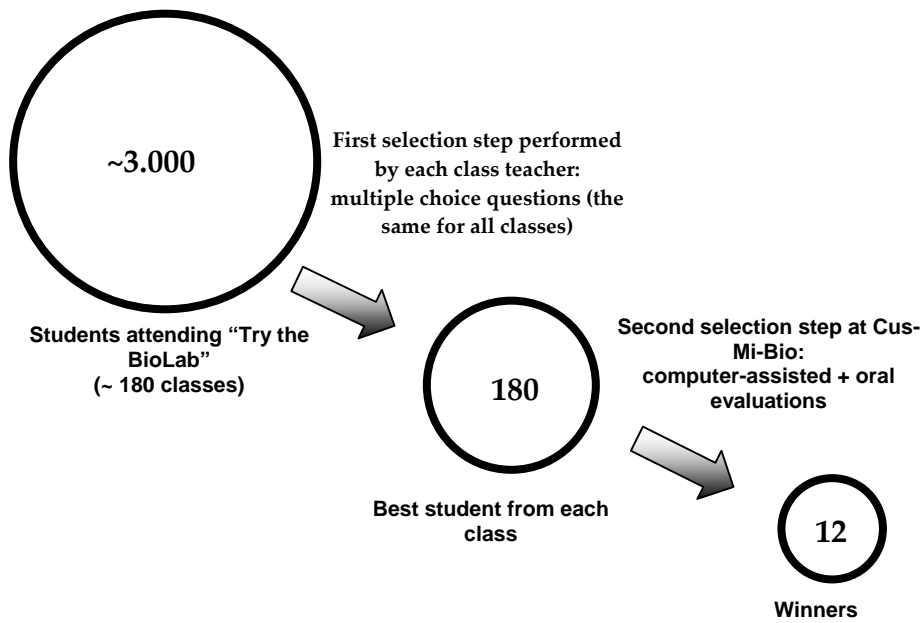 ~3.000
First selection step performed
by each class teacher:
multiple choice questions (the
same for all classes)
Students attending “Try the
BioLab”
(~ 180 classes)
180
Second selection step at Cus-
Mi-Bio:
computer-assisted + oral
evaluations
Best student from each
class
12
Winners